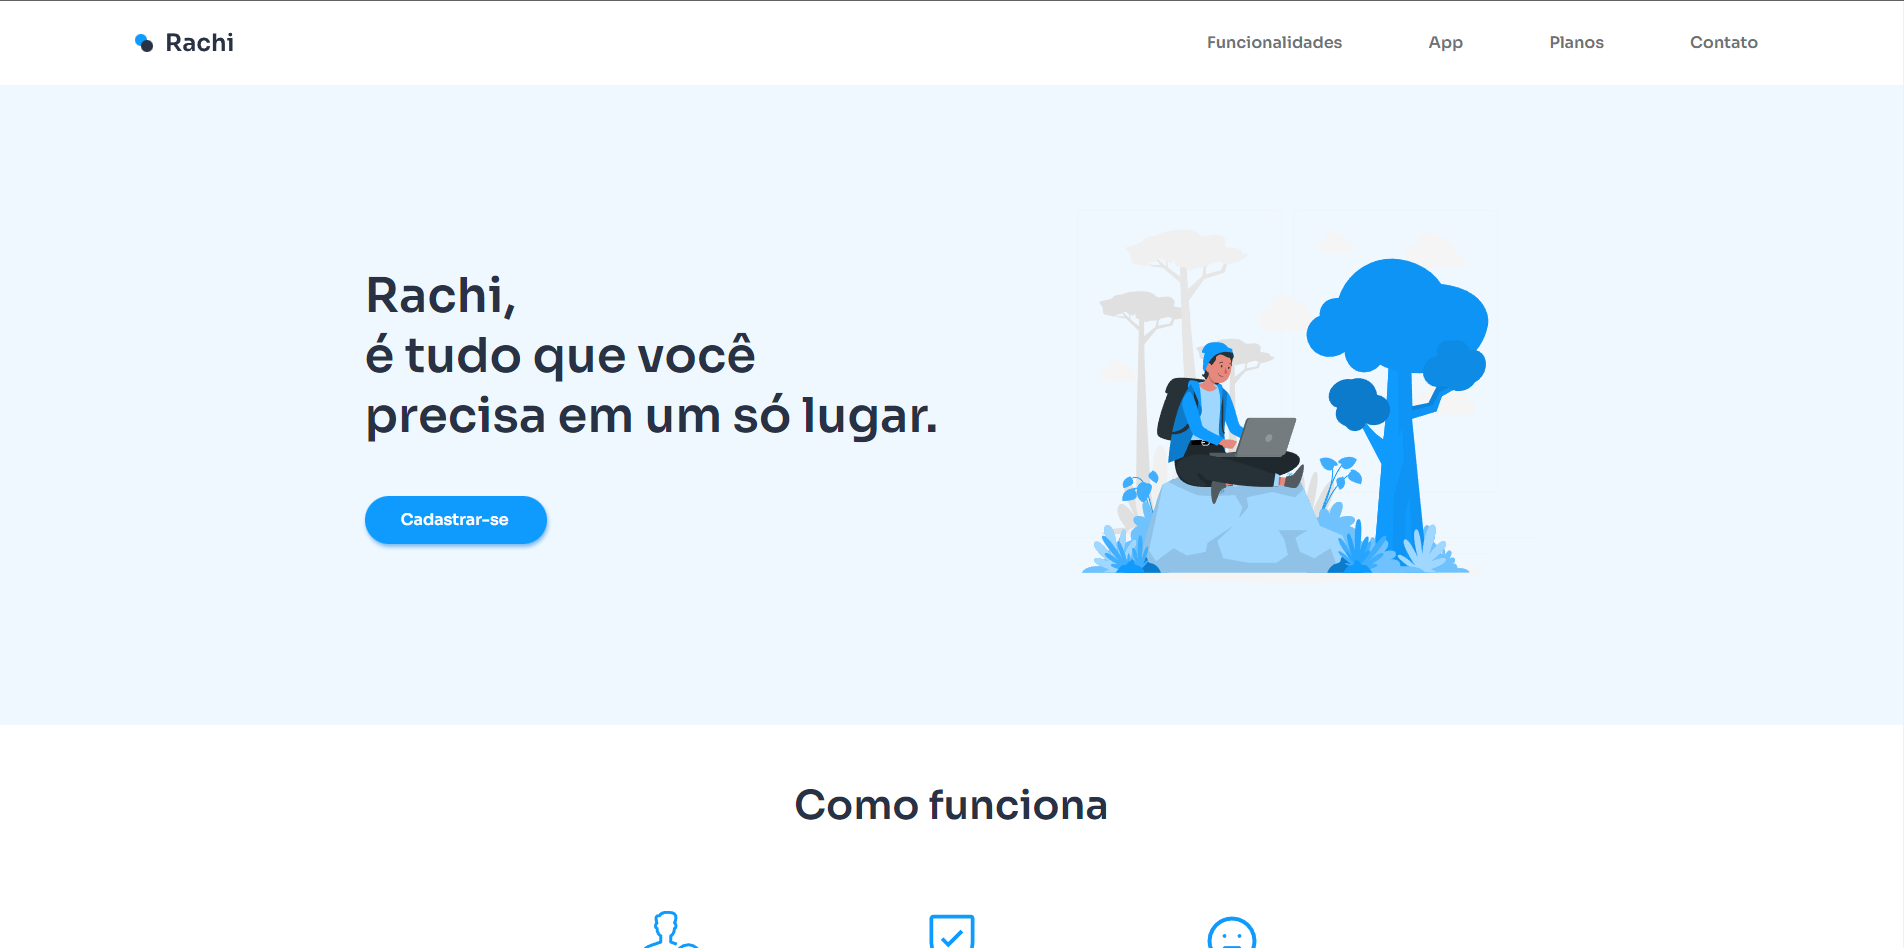 Rachi
Funcionalidades
App
Planos
Contato
Rachi,
é tudo que você
precisa em um só lugar.
Cadastrar-se
Como funciona